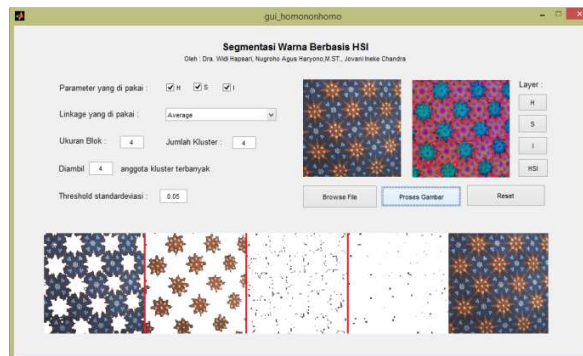 gui_homononhomo
Segmentasi Warna Berbasis HSI
Oleh : Dra. Widi Hapsari, Nugroho Agus Haryono,M.ST., Jovani Ineke Chandra
Parameter yang di pakai : H S I
Linkage yang di pakai : Average
Ukuran Blok : 4 Jumlah Kluster : 4
Diambil 4 anggota kluster terbanyak
Threshold standardeviasi : 0.05
Layer :
H
S
I
HSI
Browse File Proses Gambar Reset